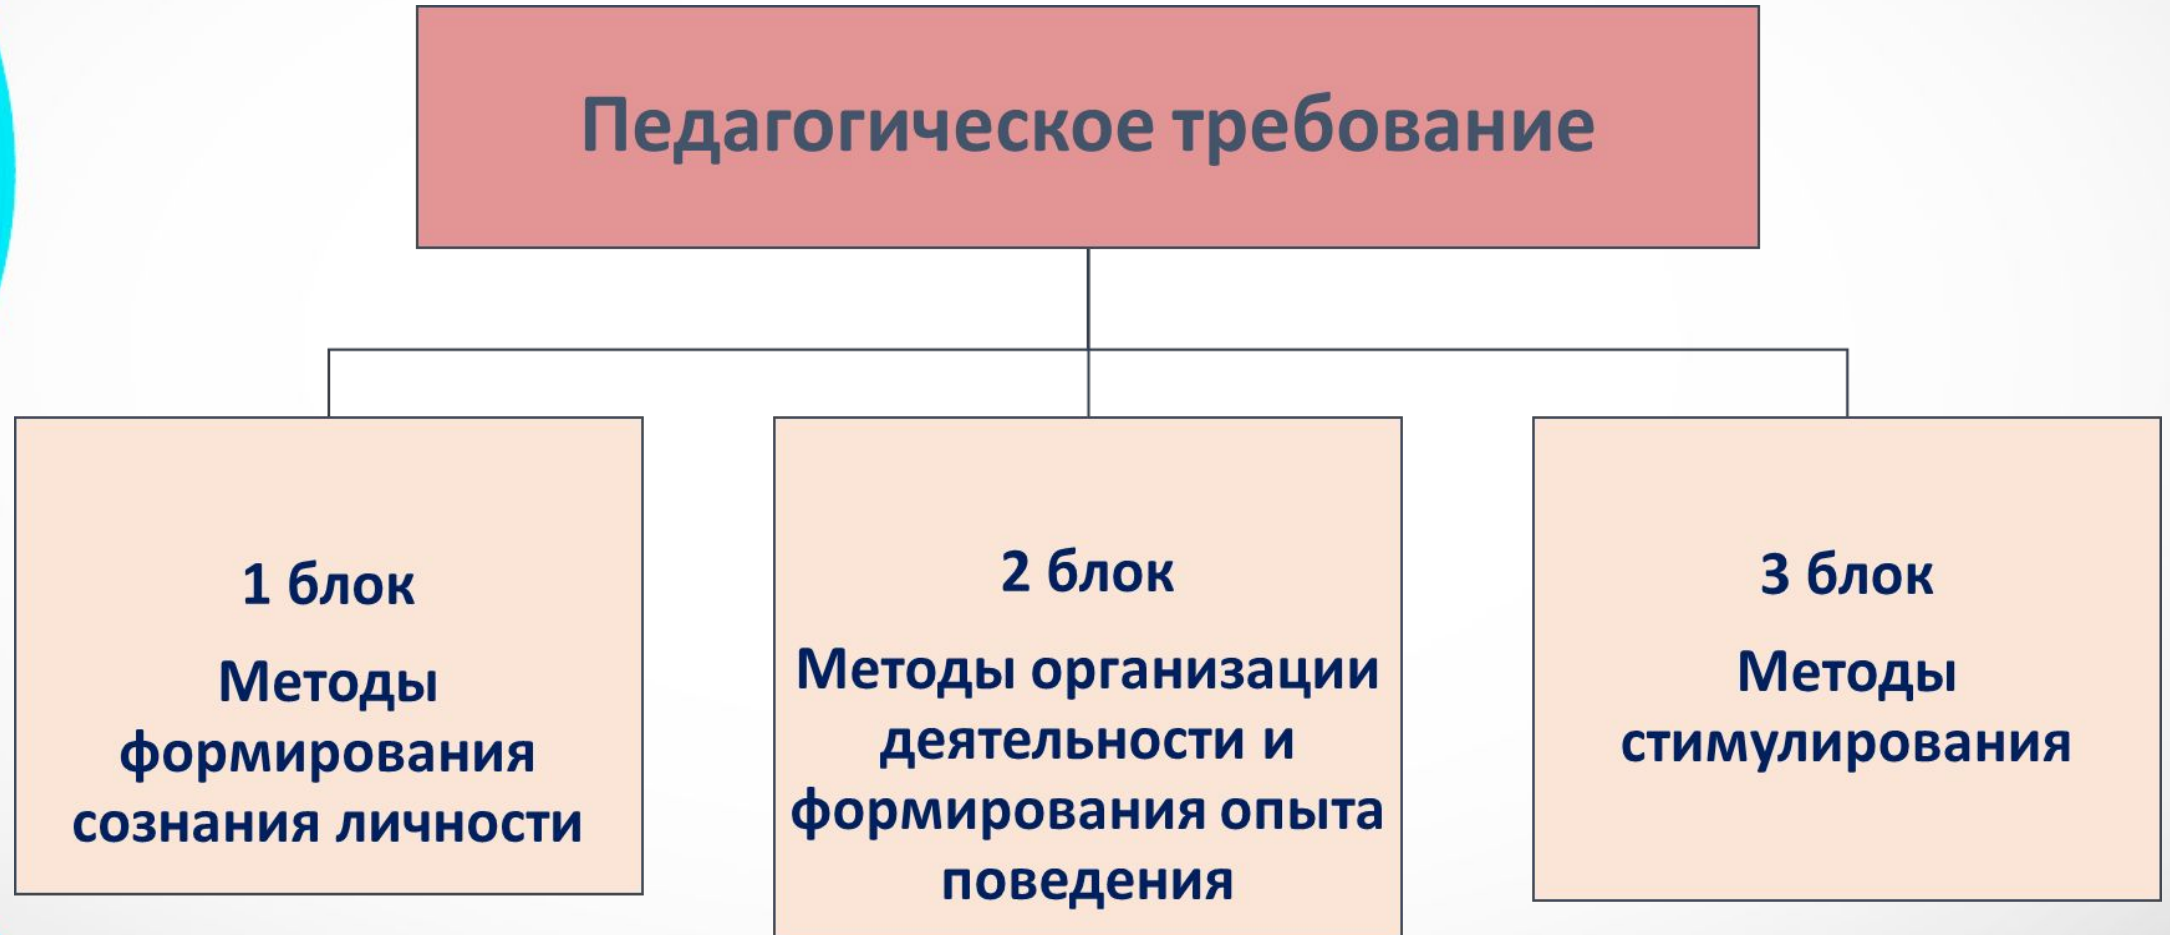 Педагогическое требование
1 блок
Методы
формирования
сознания личности
2 блок
Методы организации
деятельности и
формирования опыта
поведения
3 блок
Методы
стимулирования